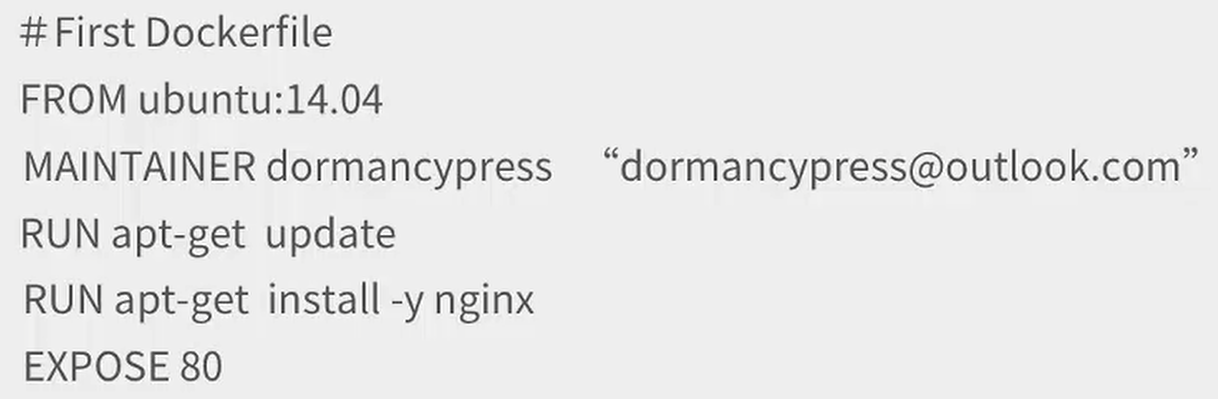 # First Dockerfile
FROM ubuntu:14.04
MAINTAINER dormancypress “dormancypress@outlook.com”
RUN apt-get update
RUN apt-get install -y nginx
EXPOSE 80